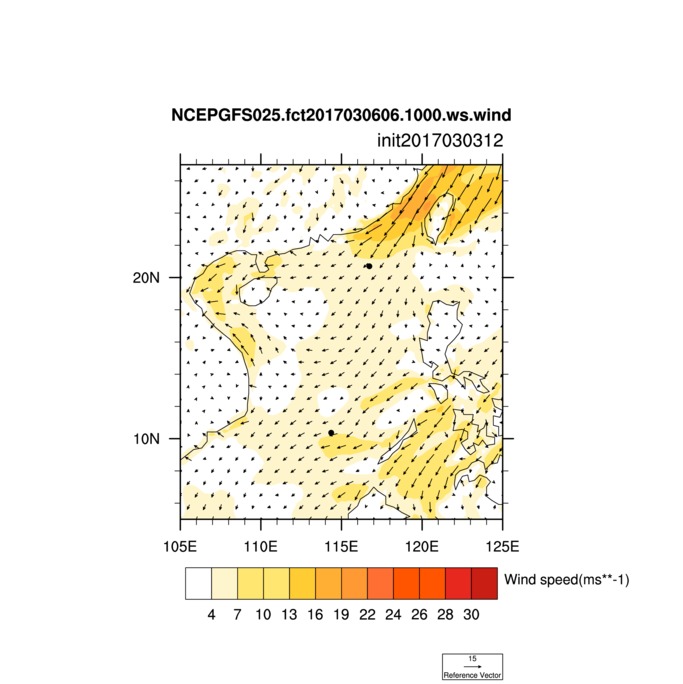 NCEPGFS025.fct2017030606.1000.ws.wind
init2017030312
20N
10N
105E 110E 115E 120E 125E
Wind speed(ms**-1)
4 7 10 13 16 19 22 24 26 28 30
15
Reference Vector